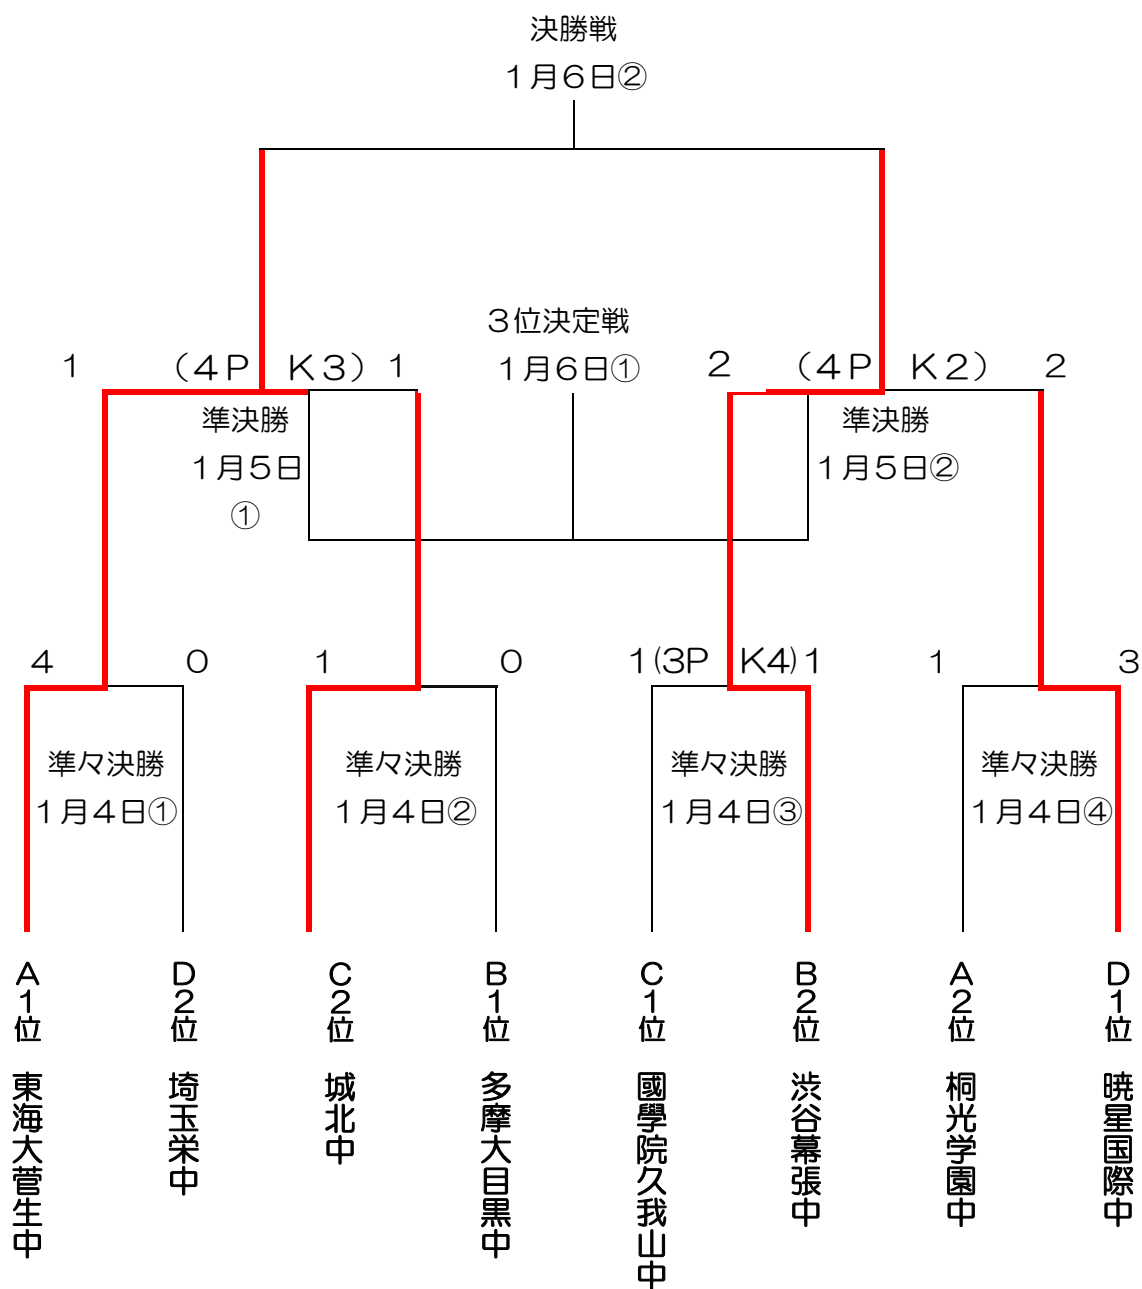 決勝戦
１月６日②
３位決定戦
１月６日①
1 （４Ｐ Ｋ３） 1
2 （４Ｐ Ｋ２） 2
準決勝
１月５日
①
準決勝
１月５日②
4 0
1 0
1 (3P K4) 1
1 3
準々決勝
１月４日①
準々決勝
１月４日②
準々決勝
１月４日③
準々決勝
１月４日④
A1位 東海大菅生中
D2位 埼玉栄中
C2位 城北中
B1位 多摩大目黒中
C1位 國學院久我山中
B2位 渋谷幕張中
A2位 桐光学園中
D1位 暁星国際中